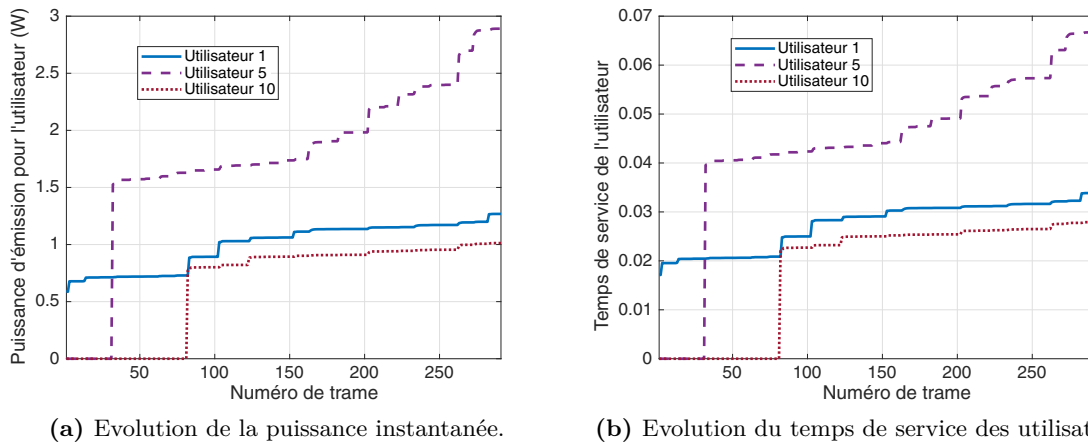 3
2.5
2
1.5
1
0.5
0
50
100
150
200
250
Puissance d'émission pour l'utilisateur (W)
Numéro de trame
Utilisateur 1
Utilisateur 5
Utilisateur 10
(a) Evolution de la puissance instantanée.
0.07
0.06
0.05
0.04
0.03
0.02
0.01
0
50
100
150
200
250
Temps de service de l'utilisateur
Numéro de trame
Utilisateur 1
Utilisateur 5
Utilisateur 10
(b) Evolution du temps de service des utilisat